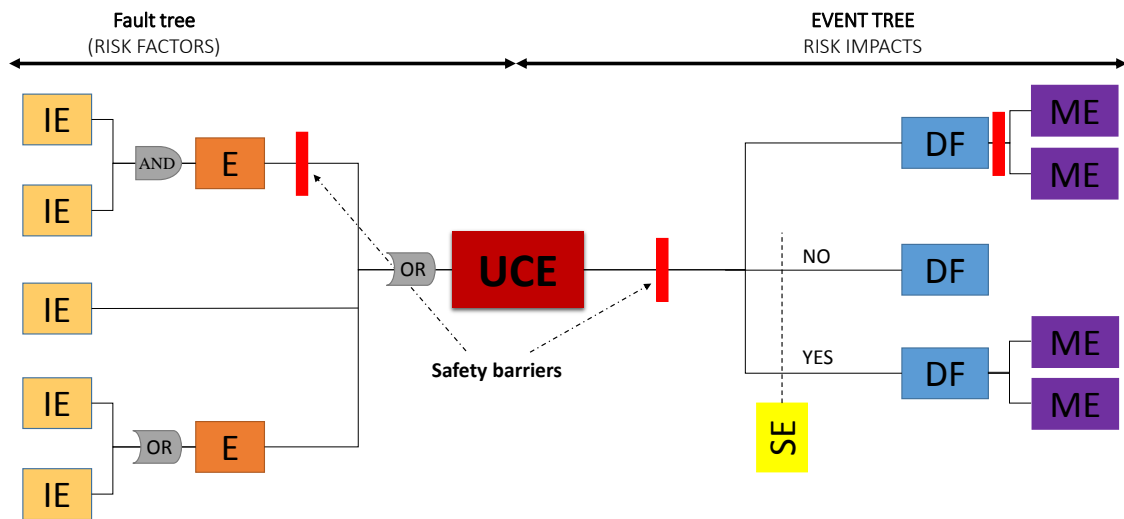 Fault tree
(RISK FACTORS)
EVENT TREE
RISK IMPACTS
IE
IE
AND
E
IE
IE
IE
OR
E
OR
UCE
Safety barriers
NO
YES
SE
DF
ME
ME
DF
DF
ME
ME